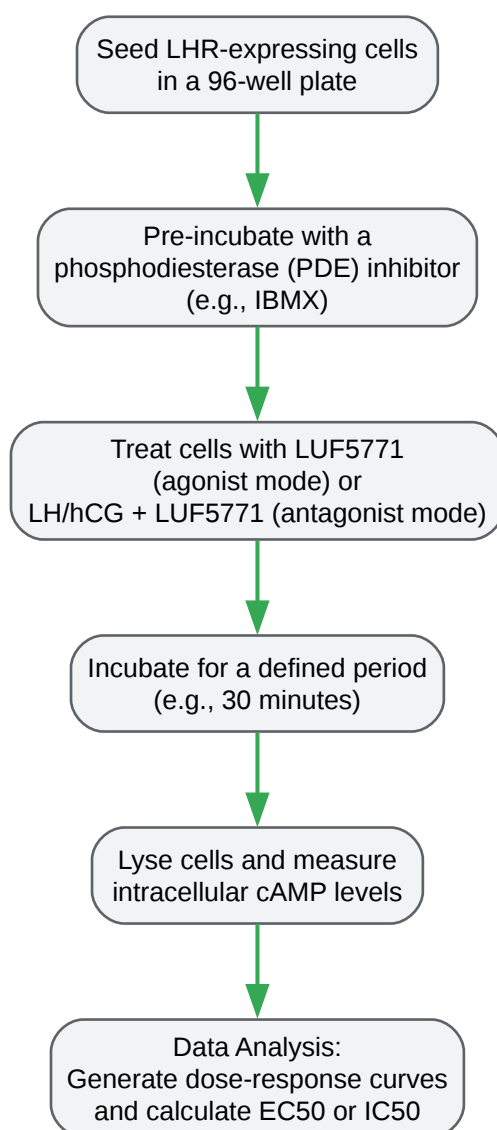 Seed LHR-expressing cells
in a 96-well plate
Pre-incubate with a
phosphodiesterase (PDE) inhibitor
(e.g., IBMX)
Treat cells with LUF5771
(agonist mode) or
LH/hCG + LUF5771 (antagonist mode)
Incubate for a defined period
(e.g., 30 minutes)
Lyse cells and measure
intracellular cAMP levels
Data Analysis:
Generate dose-response curves
and calculate EC50 or IC50